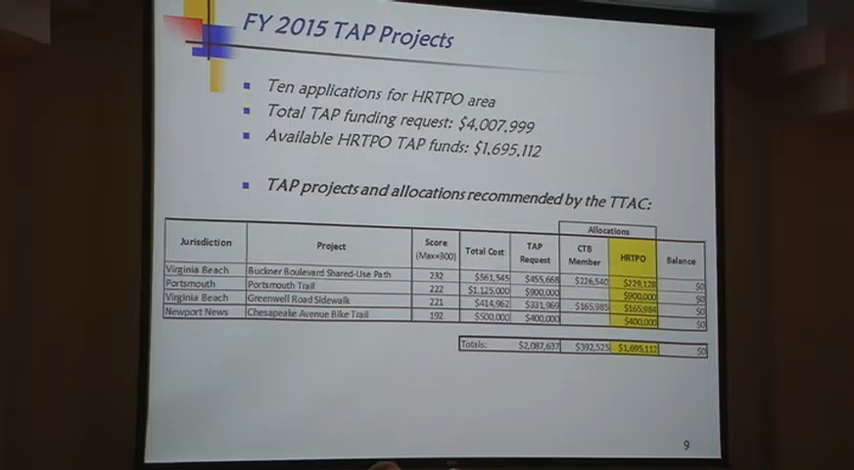 FY 2015 TAP Projects
Ten applications for HRTPO area
Total TAP funding request: $4,007,999
Available HRTPO TAP funds: $1,695,112
TAP projects and allocations recommended by the TTAC:
Allocations
Jurisdiction Project Score (Max=300) Total Cost TAP Request CTB Member HRTPO Balance
Virginia Beach Buckner Boulevard Shared-Use Path 232 $561,545 $455,668 $226,540 $229,128 $0
Portsmouth Portsmouth Trail 222 $1,125,000 $900,000 $900,000 $0
Virginia Beach Greenwell Road Sidewalk 221 $414,962 $331,969 $165,985 $165,984 $0
Newport News Chesapeake Avenue Bike Trail 192 $500,000 $400,000 $400,000 $0
Totals: $2,087,637 $392,525 $1,695,112 $0
9